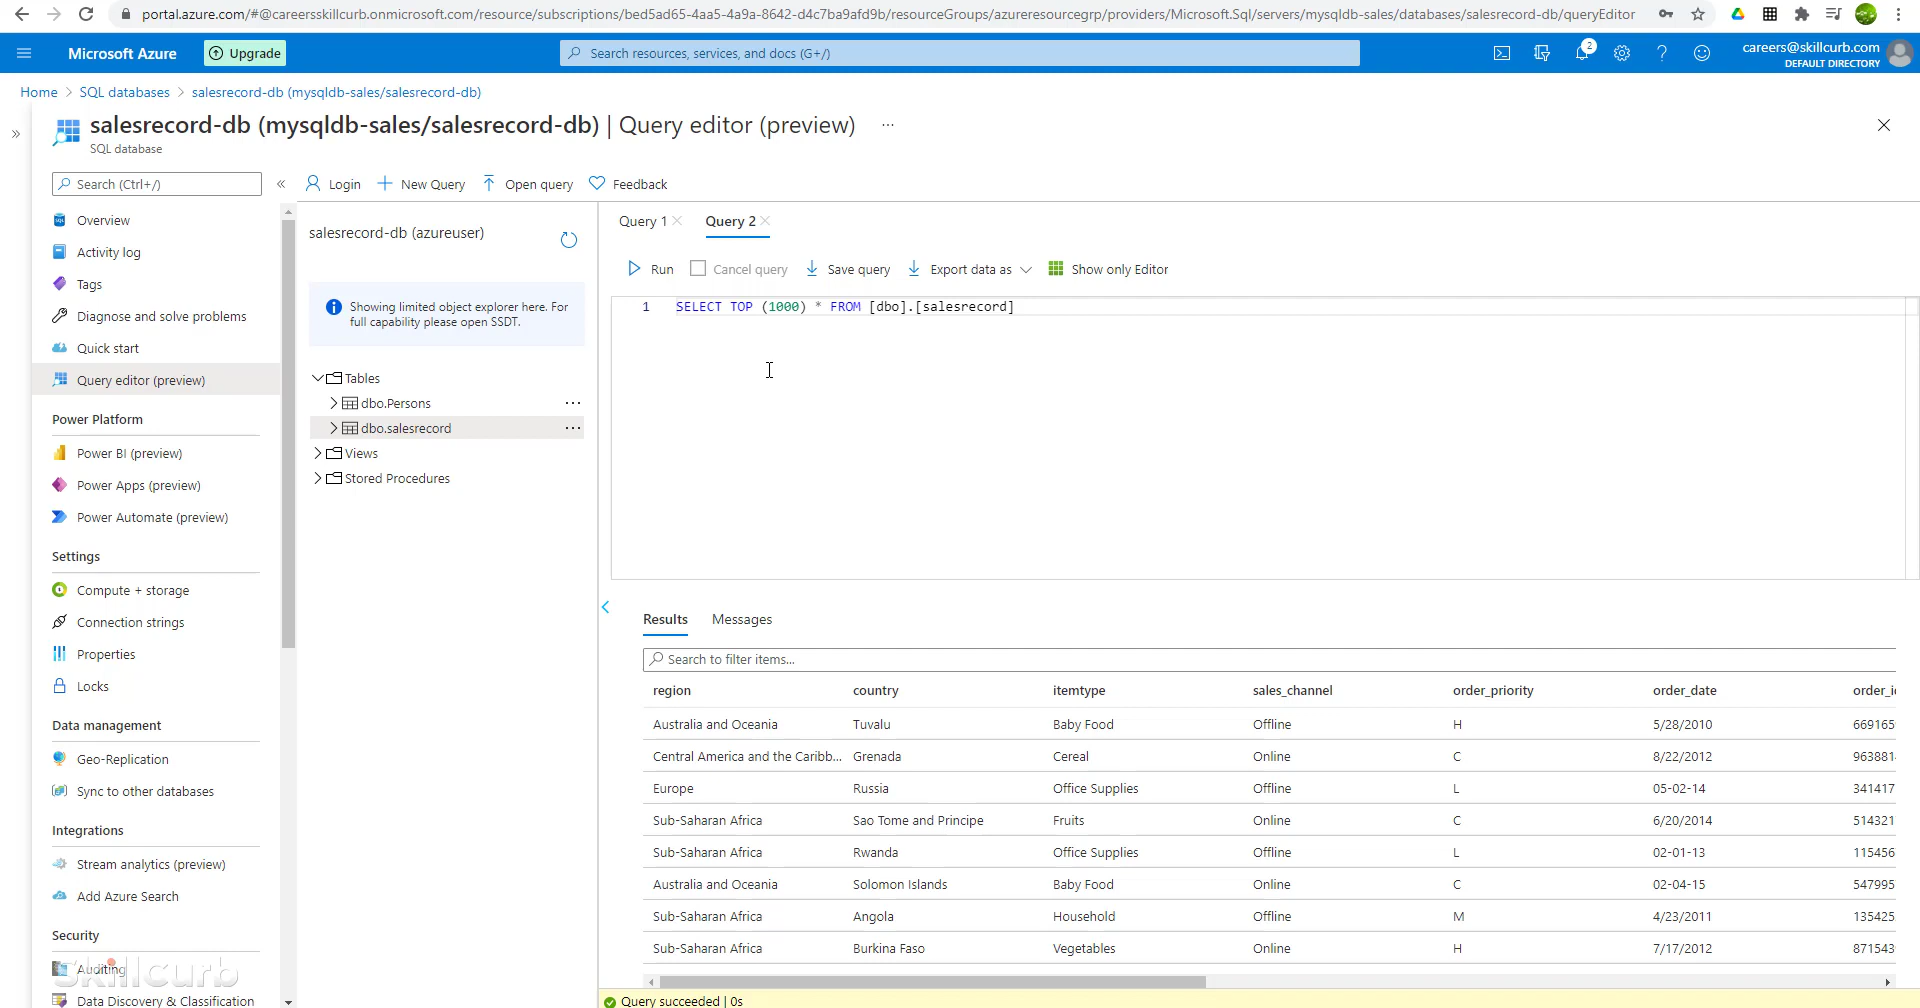 portal.azure.com/#@careersskillcurb.onmicrosoft.com/resource/subscriptions/bed5ad65-4aa5-4a9a-8642-d4c7ba9afd9b/resourceGroups/azureresourcegrp/providers/Microsoft.Sql/servers/mysqldb-sales/databases/salesrecord-db/queryEditor
Microsoft Azure
Upgrade
Search resources, services, and docs (G+/)
2
careers@skillcurb.com
DEFAULT DIRECTORY
Home > SQL databases > salesrecord-db (mysqldb-sales/salesrecord-db)
salesrecord-db (mysqldb-sales/salesrecord-db) | Query editor (preview) ...
SQL database
Search (Ctrl+/)
Overview
Activity log
Tags
Diagnose and solve problems
Quick start
Query editor (preview)
Power Platform
Power BI (preview)
Power Apps (preview)
Power Automate (preview)
Settings
Compute + storage
Connection strings
Properties
Locks
Data management
Geo-Replication
Sync to other databases
Integrations
Stream analytics (preview)
Add Azure Search
Security
Auditing
Skillcurb
Data Discovery & Classification
Login New Query Open query Feedback
salesrecord-db (azureuser)
Showing limited object explorer here. For
full capability please open SSDT.
Tables
dbo.Persons ...
dbo.salesrecord ...
Views
Stored Procedures
Query 1 Query 2
Run Cancel query Save query Export data as Show only Editor
1 SELECT TOP (1000) * FROM [dbo].[salesrecord]
Results Messages
Search to filter items...
region country itemtype sales_channel order_priority order_date order_i
Australia and Oceania Tuvalu Baby Food Offline H 5/28/2010 669165
Central America and the Caribb... Grenada Cereal Online C 8/22/2012 963881
Europe Russia Office Supplies Offline L 05-02-14 341417
Sub-Saharan Africa Sao Tome and Principe Fruits Online C 6/20/2014 514321
Sub-Saharan Africa Rwanda Office Supplies Offline L 02-01-13 115456
Australia and Oceania Solomon Islands Baby Food Online C 02-04-15 547995
Sub-Saharan Africa Angola Household Offline M 4/23/2011 135425
Sub-Saharan Africa Burkina Faso Vegetables Online H 7/17/2012 871543
Query succeeded | 0s